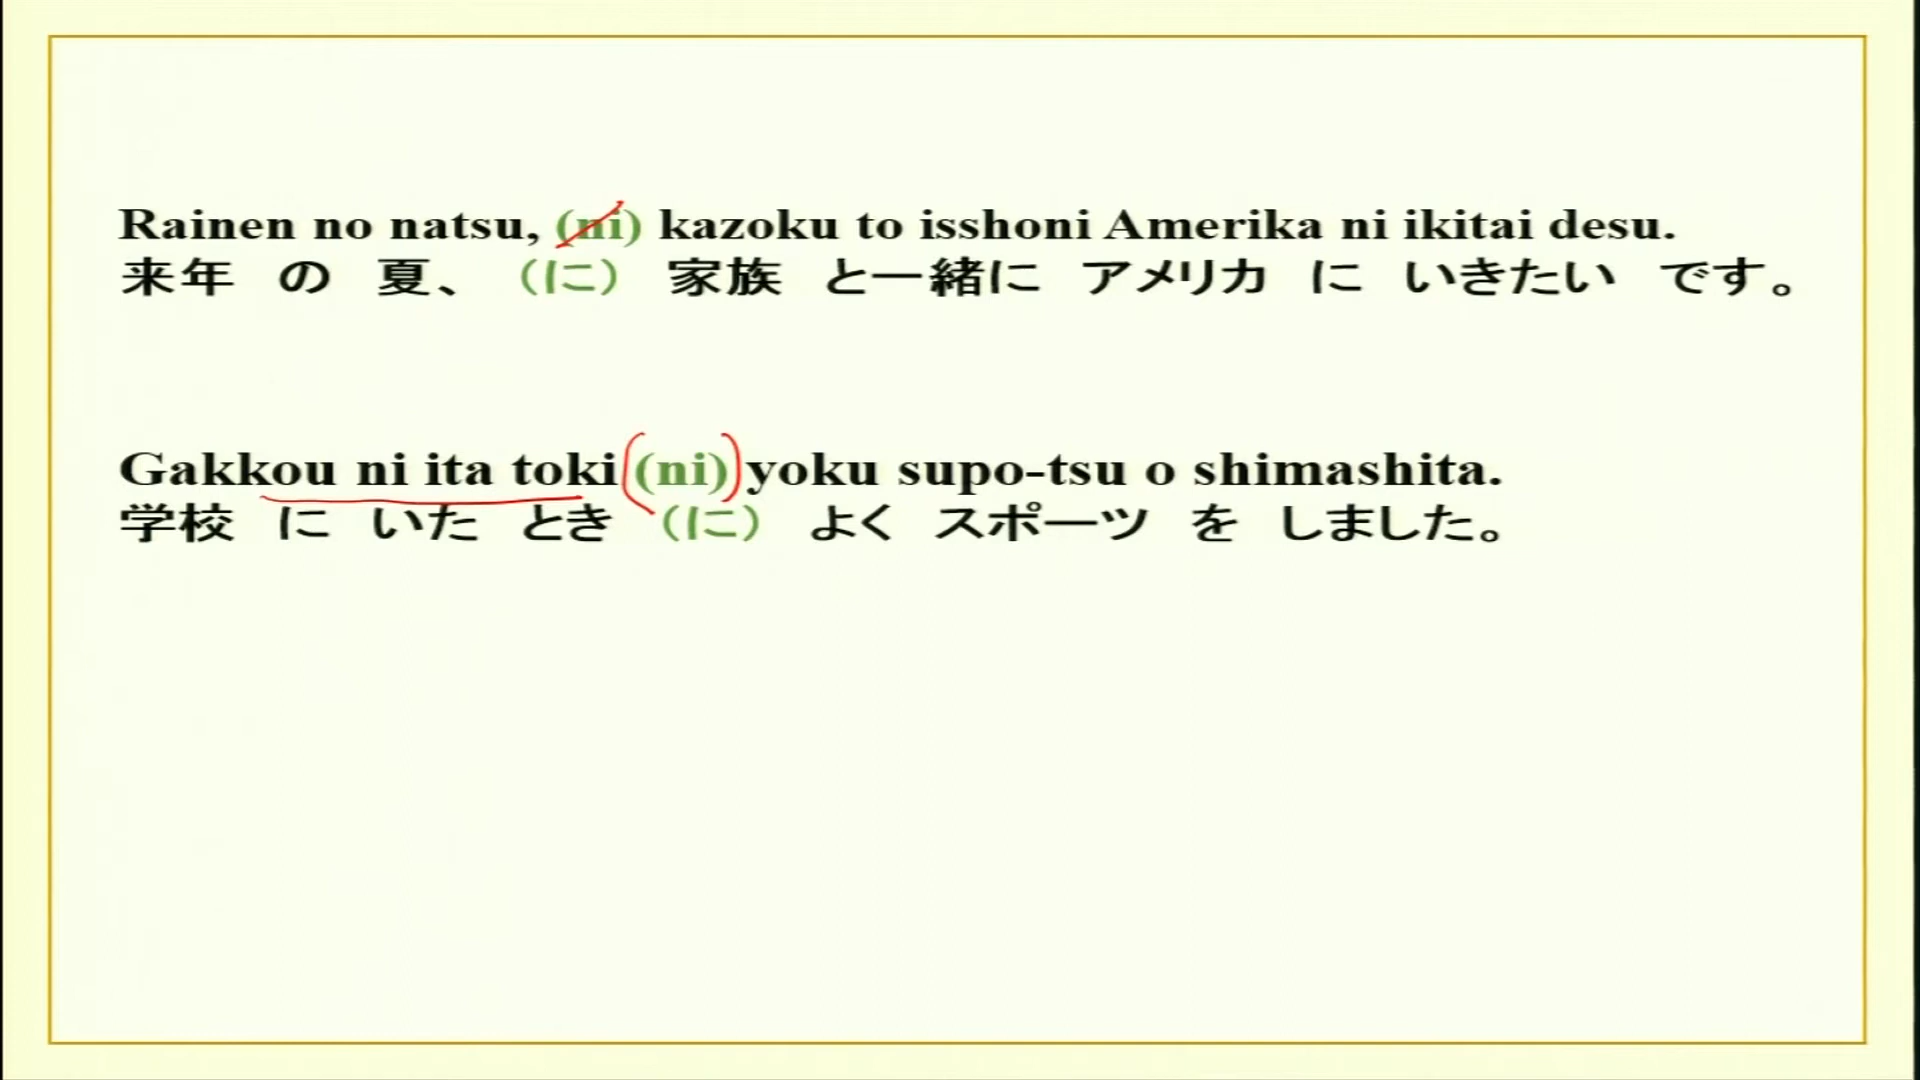 Rainen no natsu, (ni) kazoku to isshoni Amerika ni ikitai desu.
来年 の 夏、 （に） 家族 と一緒に アメリカ に いきたい です。
Gakkou ni ita toki (ni) yoku supo-tsu o shimashita.
学校 に いた とき （に） よく スポーツ を しました。